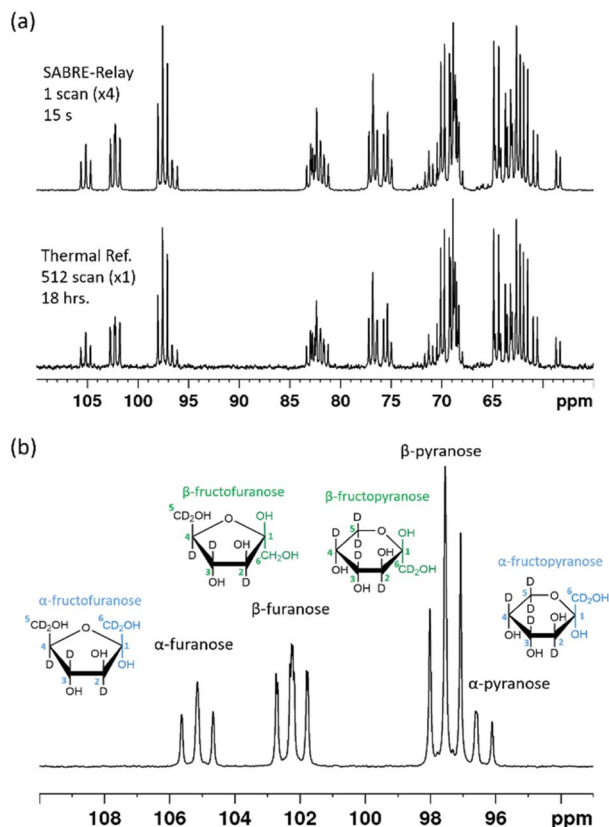 (a)
SABRE-Relay
1 scan (x4)
15 s
Thermal Ref.
512 scan (x1)
18 hrs.
105 100 95 90 85 80 75 70 65 ppm
(b)
β-pyranose
β-fructofuranose
5 CD₂OH O OH
4 1
D D OH CH₂OH
6
3 2
OH D
β-fructopyranose
D
5 O OH
D D
4 OH 1
OH 6 CD₂OH
3 2
OH D
α-fructofuranose
5 6
CD₂OH O CD₂OH
4 1
D D OH OH
3 2
OH D
α-furanose
β-furanose
α-fructopyranose
D 6
5 O CD₂OH
D D
4 OH 1
OH OH
3 2
OH D
α-pyranose
108 106 104 102 100 98 96 ppm